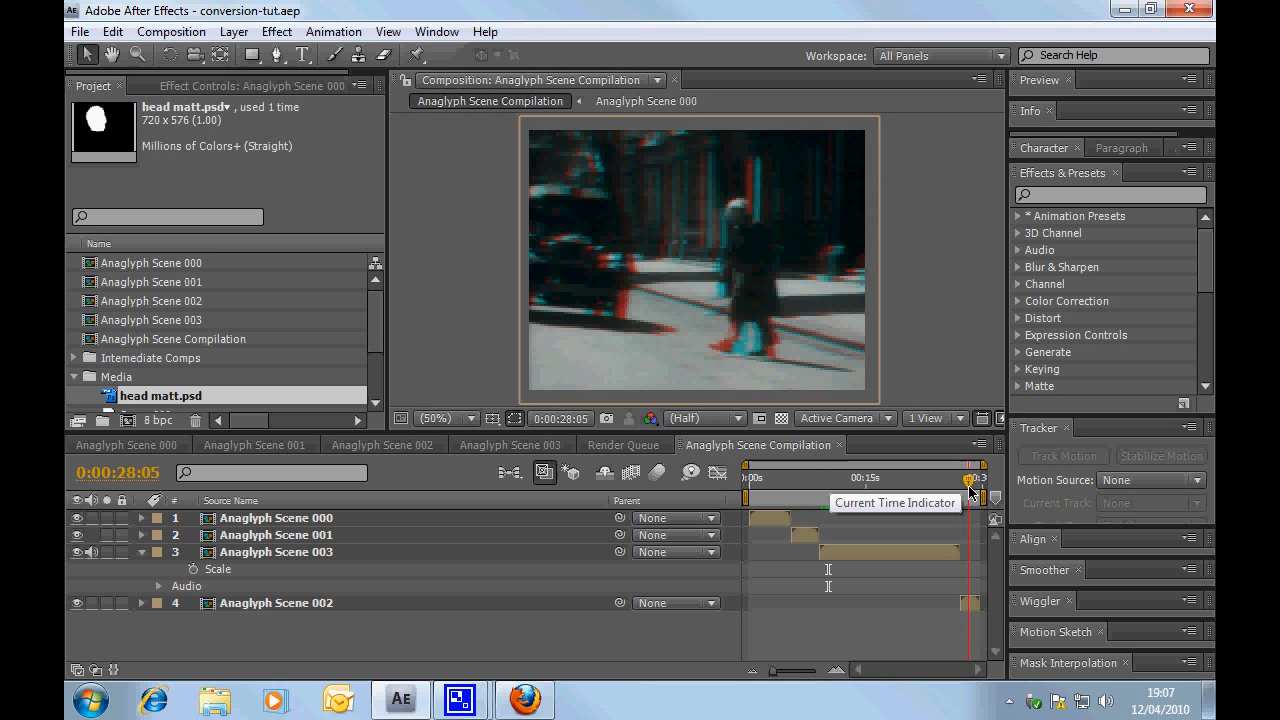 Adobe After Effects - conversion-tut.aep
File Edit Composition Layer Effect Animation View Window Help
Workspace: All Panels Search Help
Project Effect Controls: Anaglyph Scene 000
Composition: Anaglyph Scene Compilation
Preview
head matt.psd , used 1 time
720 x 576 (1.00)
Millions of Colors+ (Straight)
Anaglyph Scene Compilation Anaglyph Scene 000
Info
Character Paragraph
Effects & Presets
* Animation Presets
3D Channel
Audio
Blur & Sharpen
Channel
Color Correction
Distort
Expression Controls
Generate
Keying
Matte
Name
Anaglyph Scene 000
Anaglyph Scene 001
Anaglyph Scene 002
Anaglyph Scene 003
Anaglyph Scene Compilation
Intermediate Comps
Media
head matt.psd
8 bpc
(50%) 0:00:28:05 (Half) Active Camera 1 View
Tracker
Track Motion Stabilize Motion
Motion Source: None
Current Track: None
Align
Smoother
Wiggler
Motion Sketch
Mask Interpolation
Anaglyph Scene 000 Anaglyph Scene 001 Anaglyph Scene 002 Anaglyph Scene 003 Render Queue Anaglyph Scene Compilation
0:00:28:05
:00s 00:15s 00:3
# Source Name Parent
Current Time Indicator
1 Anaglyph Scene 000 None
2 Anaglyph Scene 001 None
3 Anaglyph Scene 003 None
Scale
Audio
4 Anaglyph Scene 002 None
AE
19:07
12/04/2010